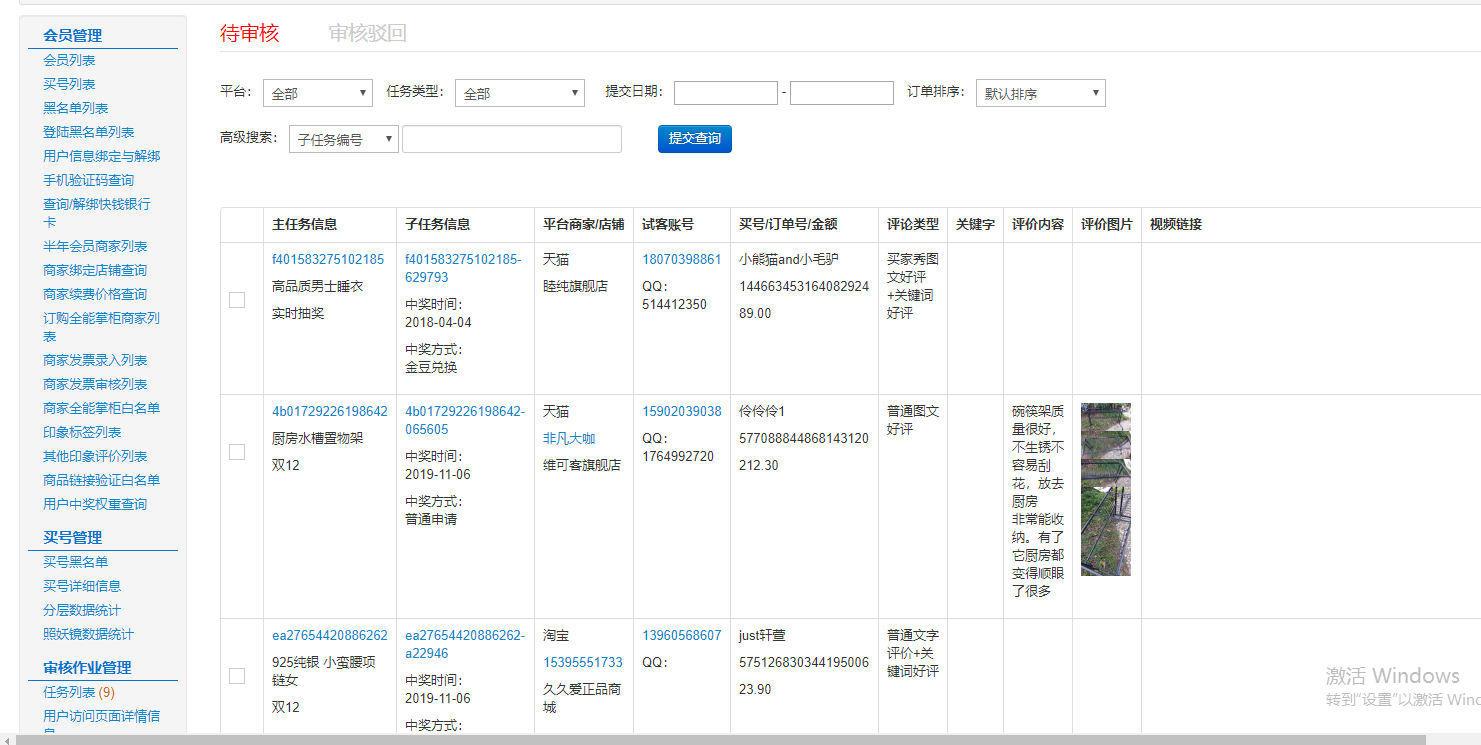 会员管理
会员列表
买号列表
黑名单列表
登陆黑名单列表
用户信息绑定与解绑
手机验证码查询
查询/解绑快钱银行
卡
半年会员商家列表
商家绑定店铺查询
商家续费价格查询
订购全能掌柜商家列
表
商家发票录入列表
商家发票审核列表
商家全能掌柜白名单
印象标签列表
其他印象评价列表
商品链接验证白名单
用户中奖权重查询
买号管理
买号黑名单
买号详细信息
分层数据统计
照妖镜数据统计
审核作业管理
任务列表 (9)
用户访问页面详情信
息
待审核 审核驳回
平台: 全部 任务类型: 全部 提交日期: - 订单排序: 默认排序
高级搜索: 子任务编号 提交查询
主任务信息 子任务信息 平台商家/店铺 试客账号 买号/订单号/金额 评论类型 关键字 评价内容 评价图片 视频链接
f401583275102185
高品质男士睡衣
实时抽奖
f401583275102185-
629793
中奖时间:
2018-04-04
中奖方式:
金豆兑换
天猫
睦纯旗舰店
18070398861
QQ:
514412350
小熊猫and小毛驴
144663453164082924
89.00
买家秀图
文好评
+关键词
好评
4b01729226198642
厨房水槽置物架
双12
4b01729226198642-
065605
中奖时间:
2019-11-06
中奖方式:
普通申请
天猫
非凡大咖
维可客旗舰店
15902039038
QQ:
1764992720
伶伶伶1
577088844868143120
212.30
普通图文
好评
碗筷架质
量很好，
不生锈不
容易刮
花，放去
厨房
非常能收
纳。有了
它厨房都
变得顺眼
了很多
ea27654420886262
925纯银 小蛮腰项
链女
双12
ea27654420886262-
a22946
中奖时间:
2019-11-06
中奖方式:
淘宝
15395551733
久久爱正品商
城
13960568607
QQ:
just轩萱
575126830344195006
23.90
普通文字
评价+关
键词好评
激活 Windows
转到"设置"以激活 Winc